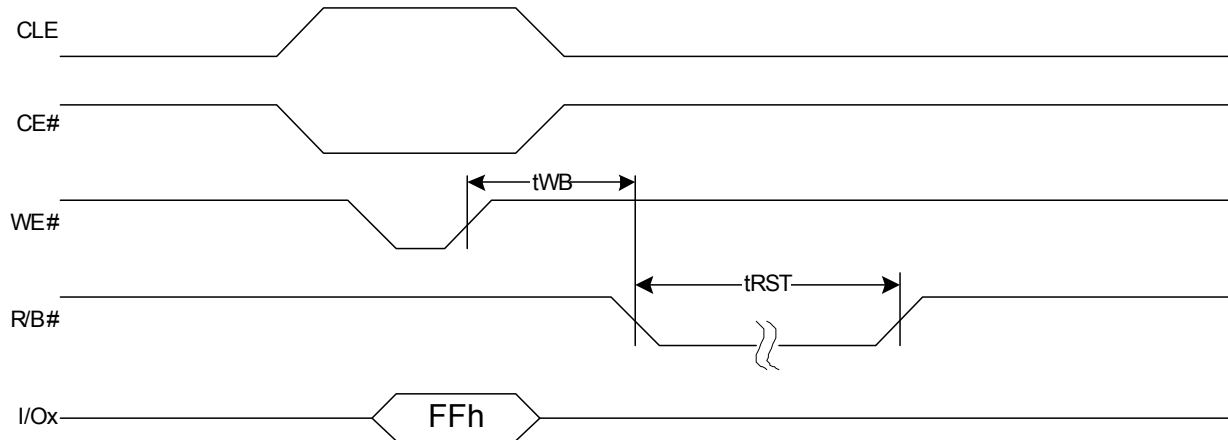 CLE
CE#
tWB
WE#
tRST
R/B#
I/Ox
FFh